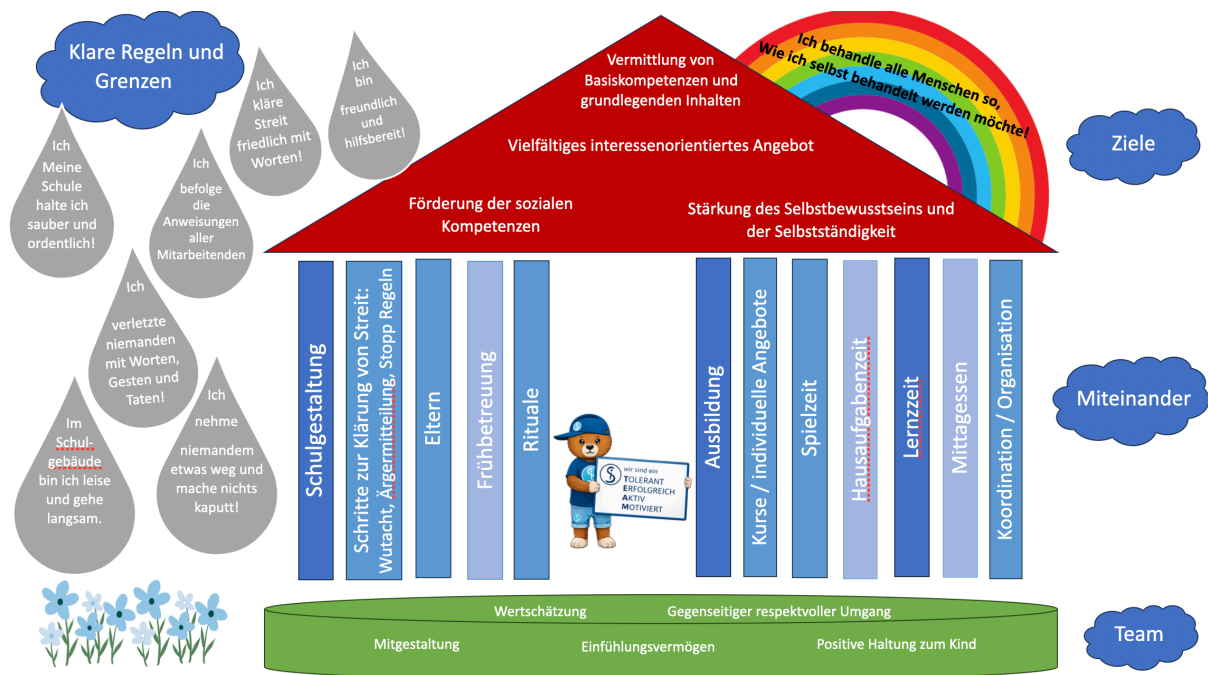 Klare Regeln und
Grenzen
Ich
kläre
Streit
friedlich mit
Worten!
Ich
bin
freundlich
und
hilfsbereit!
Ich
Meine
Schule
halte ich
sauber und
ordentlich!
Ich
befolge
die
Anweisungen
aller
Mitarbeitenden
Ich
verletzte
niemanden
mit Worten,
Gesten und
Taten!
Im
Schul-
gebäude
bin ich leise
und gehe
langsam.
Ich
nehme
niemandem
etwas weg und
mache nichts
kaputt!
Vermittlung von
Basiskompetenzen und
grundlegenden Inhalten
Vielfältiges interessenorientiertes Angebot
Förderung der sozialen
Kompetenzen
Stärkung des Selbstbewusstseins und
der Selbstständigkeit
Ich behandle alle Menschen so,
Wie ich selbst behandelt werden möchte!
Ziele
Schulgestaltung
Schritte zur Klärung von Streit:
Wutacht, Ärgermitteilung, Stopp Regeln
Eltern
Frühbetreuung
Rituale
wir sind ein
TOLERANT
ERFOLGREICH
AKTIV
MOTIVIERT
Ausbildung
Kurse / individuelle Angebote
Spielzeit
Hausaufgabenzeit
Lernzzeit
Mittagessen
Koordination / Organisation
Miteinander
Wertschätzung
Gegenseitiger respektvoller Umgang
Mitgestaltung
Einfühlungsvermögen
Positive Haltung zum Kind
Team